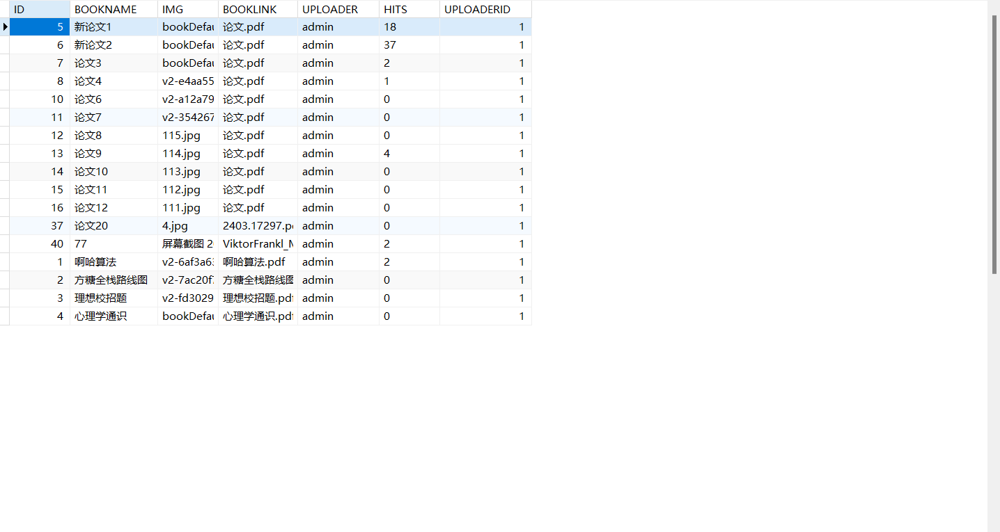 ID BOOKNAME IMG BOOKLINK UPLOADER HITS UPLOADERID
5 新论文1 bookDefau 论文.pdf admin 18 1
6 新论文2 bookDefau 论文.pdf admin 37 1
7 论文3 bookDefau 论文.pdf admin 2 1
8 论文4 v2-e4aa55 论文.pdf admin 1 1
10 论文6 v2-a12a79 论文.pdf admin 0 1
11 论文7 v2-354267 论文.pdf admin 0 1
12 论文8 115.jpg 论文.pdf admin 0 1
13 论文9 114.jpg 论文.pdf admin 4 1
14 论文10 113.jpg 论文.pdf admin 0 1
15 论文11 112.jpg 论文.pdf admin 0 1
16 论文12 111.jpg 论文.pdf admin 0 1
37 论文20 4.jpg 2403.17297.p admin 0 1
40 77 屏幕截图 2 ViktorFrankl_ admin 2 1
1 啊哈算法 v2-6af3a6 啊哈算法.pdf admin 2 1
2 方糖全栈路线图 v2-7ac20f 方糖全栈路线图 admin 0 1
3 理想校招题 v2-fd3029 理想校招题.pdf admin 0 1
4 心理学通识 bookDefau 心理学通识.pdf admin 0 1